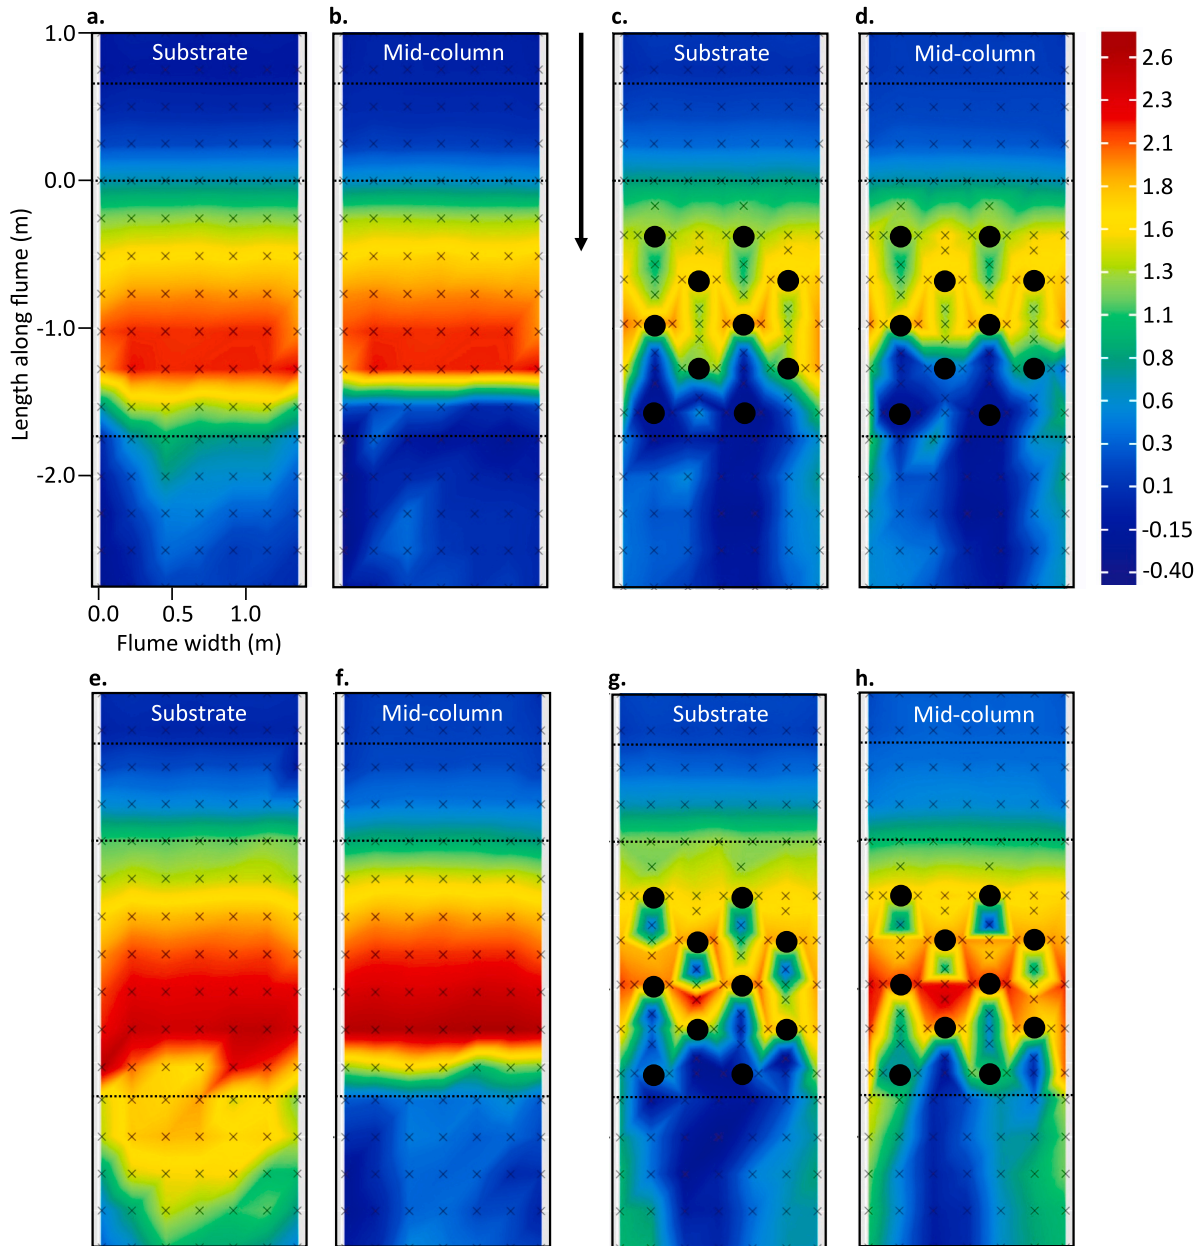 a.
b.
c.
d.
1.0
Substrate
Mid-column
Substrate
Mid-column
2.6
2.3
2.1
0.0
1.8
1.6
1.3
Length along flume (m)
-1.0
1.1
0.8
0.6
0.3
-2.0
0.1
-0.15
-0.40
0.0
0.5
1.0
Flume width (m)
e.
f.
g.
h.
Substrate
Mid-column
Substrate
Mid-column